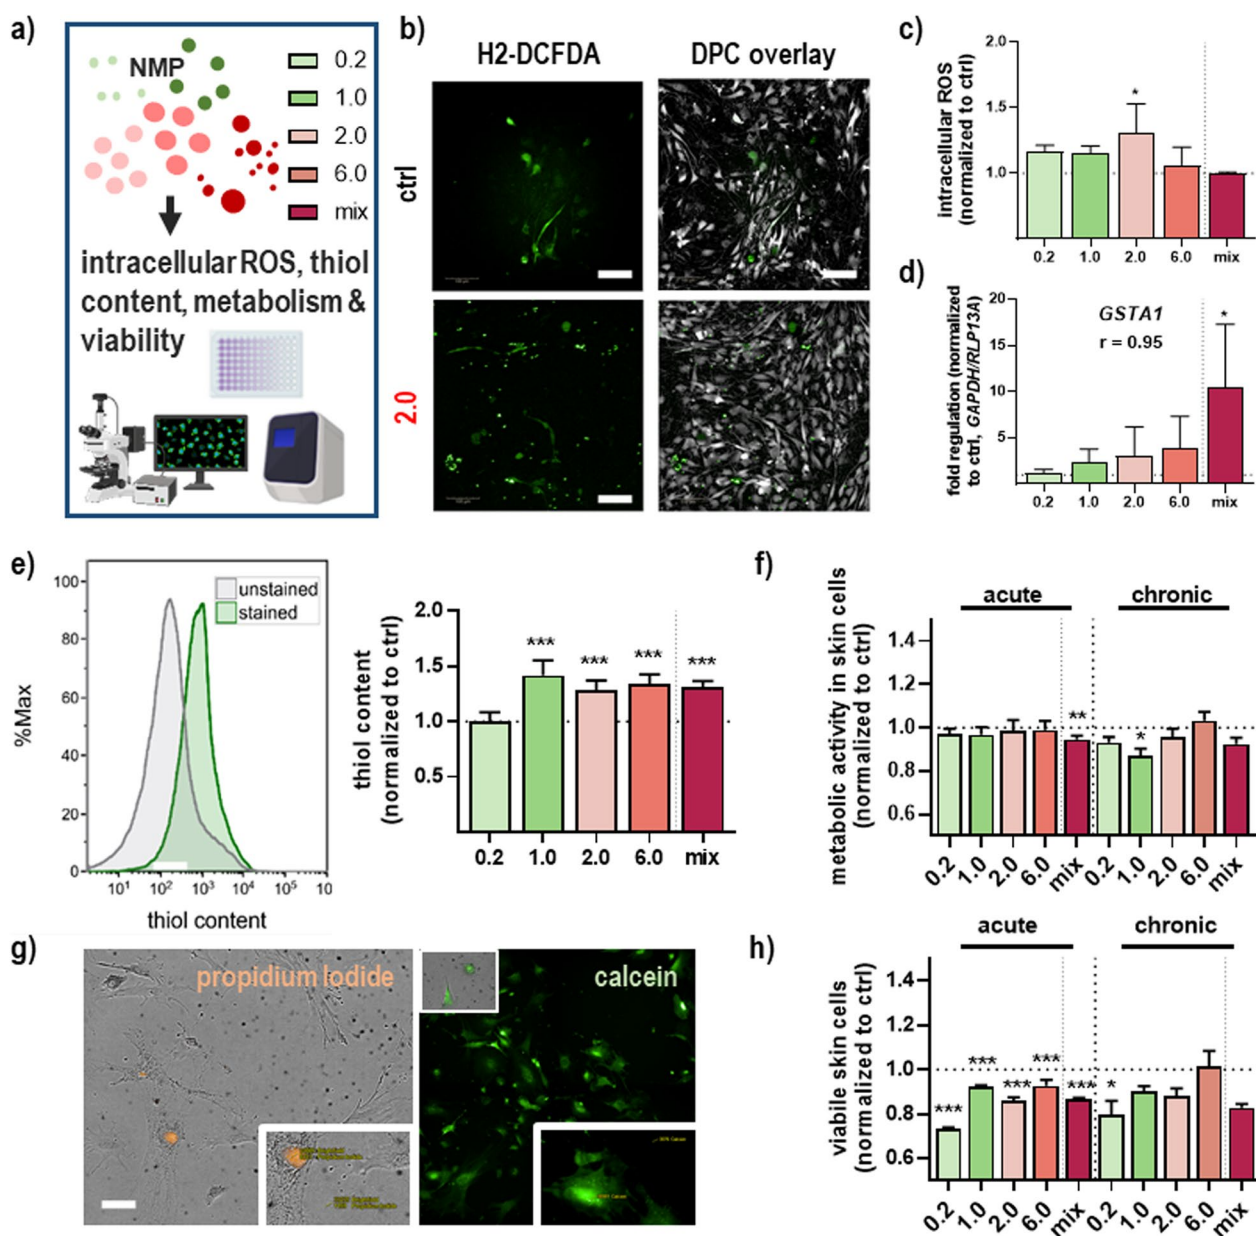 a)
NMP
0.2
1.0
2.0
6.0
mix
intracellular ROS, thiol
content, metabolism &
viability
b)
H2-DCFDA
DPC overlay
ctrl
2.0
c)
intracellular ROS
(normalized to ctrl)
2.0
1.5
1.0
*
0.2 1.0 2.0 6.0 mix
d)
fold regulation (normalized
to ctrl, GAPDH/RLP13A)
20
15
10
5
GSTA1
r = 0.95
*
0.2 1.0 2.0 6.0 mix
e)
%Max
100
80
60
40
20
0
unstained
stained
10¹ 10² 10³ 10⁴ 10⁵ 10
thiol content
thiol content
(normalized to ctrl)
2.0
1.5
1.0
0.5
*** *** *** ***
0.2 1.0 2.0 6.0 mix
f)
metabolic activity in skin cells
(normalized to ctrl)
acute chronic
1.4
1.2
1.0
0.8
0.6
** *
0.2 1.0 2.0 6.0 mix 0.2 1.0 2.0 6.0 mix
g)
propidium Iodide
calcein
h)
viabile skin cells
(normalized to ctrl)
acute chronic
1.4
1.2
1.0
0.8
0.6
*** *** *** *** *** *
0.2 1.0 2.0 6.0 mix 0.2 1.0 2.0 6.0 mix